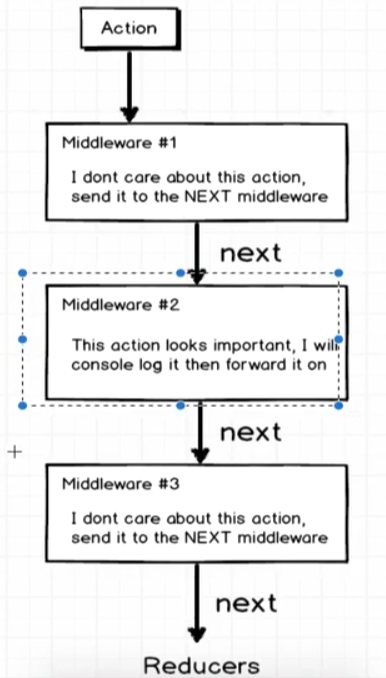 Action
Middleware #1
I dont care about this action,
send it to the NEXT middleware
next
Middleware #2
This action looks important, I will
console log it then forward it on
next
Middleware #3
I dont care about this action,
send it to the NEXT middleware
next
Reducers